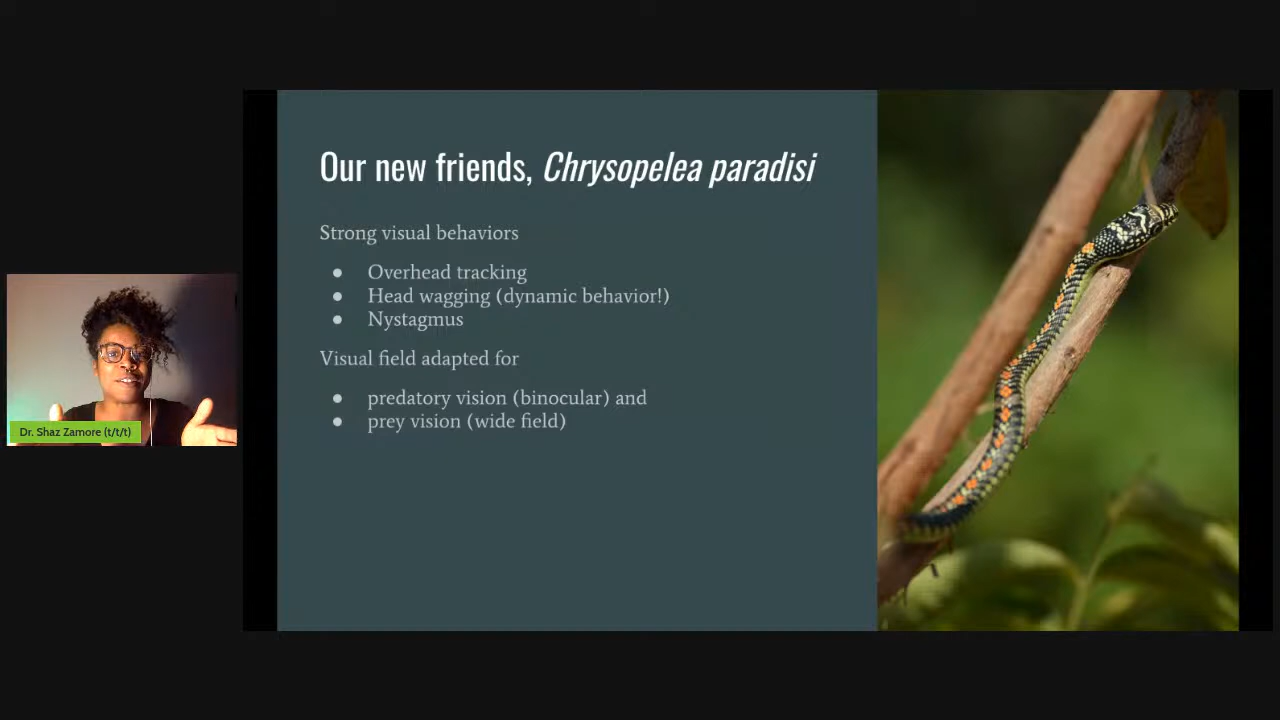 Our new friends, Chrysopelea paradisi
Strong visual behaviors
● Overhead tracking
● Head wagging (dynamic behavior!)
● Nystagmus
Visual field adapted for
● predatory vision (binocular) and
● prey vision (wide field)
Dr. Shaz Zamore (t/t/t)